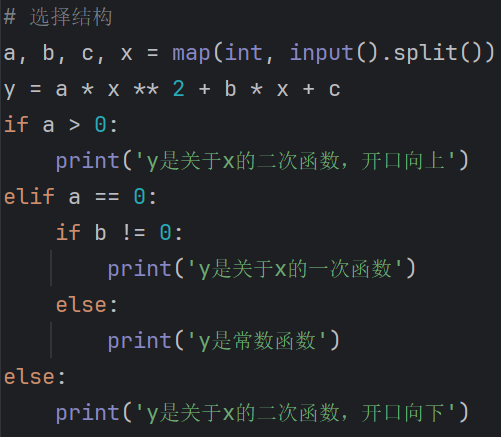 # 选择结构
a, b, c, x = map(int, input().split())
y = a * x ** 2 + b * x + c
if a > 0:
    print('y是关于x的二次函数，开口向上')
elif a == 0:
    if b != 0:
        print('y是关于x的一次函数')
    else:
        print('y是常数函数')
else:
    print('y是关于x的二次函数，开口向下')